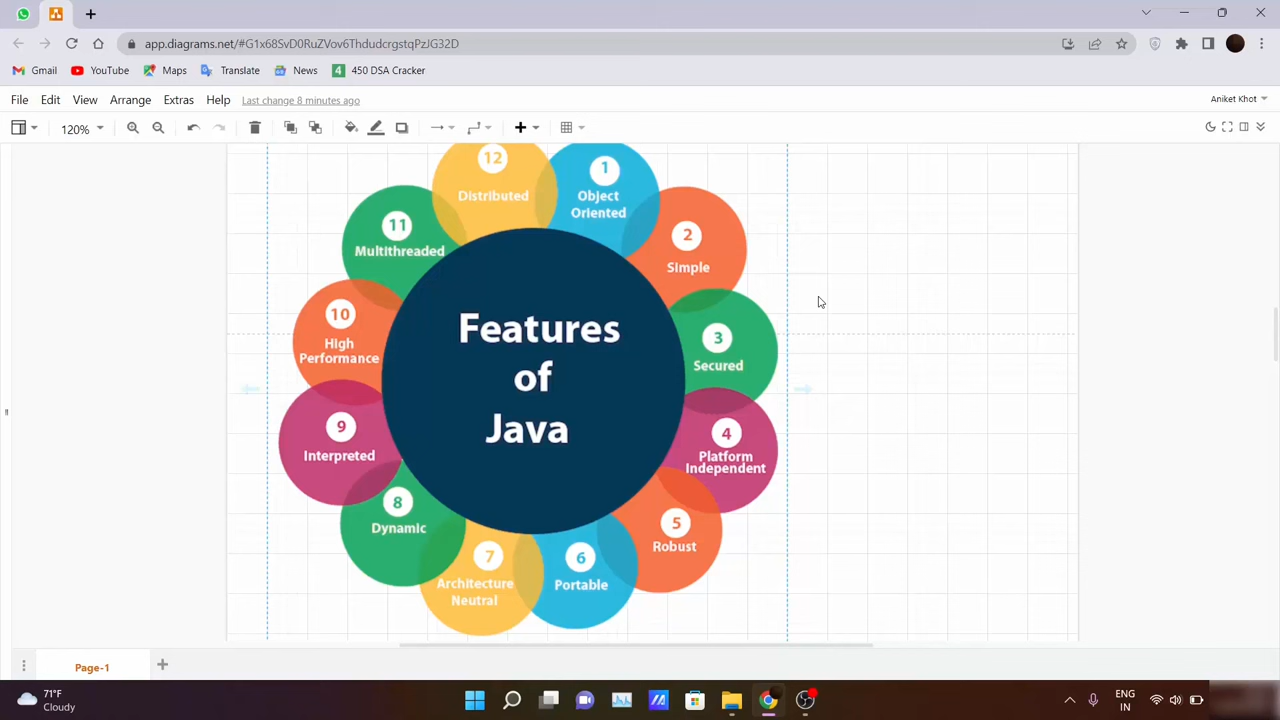 app.diagrams.net/#G1x68SvD0RuZVov6ThdudcrgstqPzJG32D
Gmail YouTube Maps Translate News 4 450 DSA Cracker
File Edit View Arrange Extras Help Last change 8 minutes ago Aniket Khot
120%
12
Distributed
1
Object
Oriented
2
Simple
3
Secured
4
Platform
Independent
5
Robust
6
Portable
7
Architecture
Neutral
8
Dynamic
9
Interpreted
10
High
Performance
11
Multithreaded
Features
of
Java
Page-1
71°F
Cloudy
ENG
IN